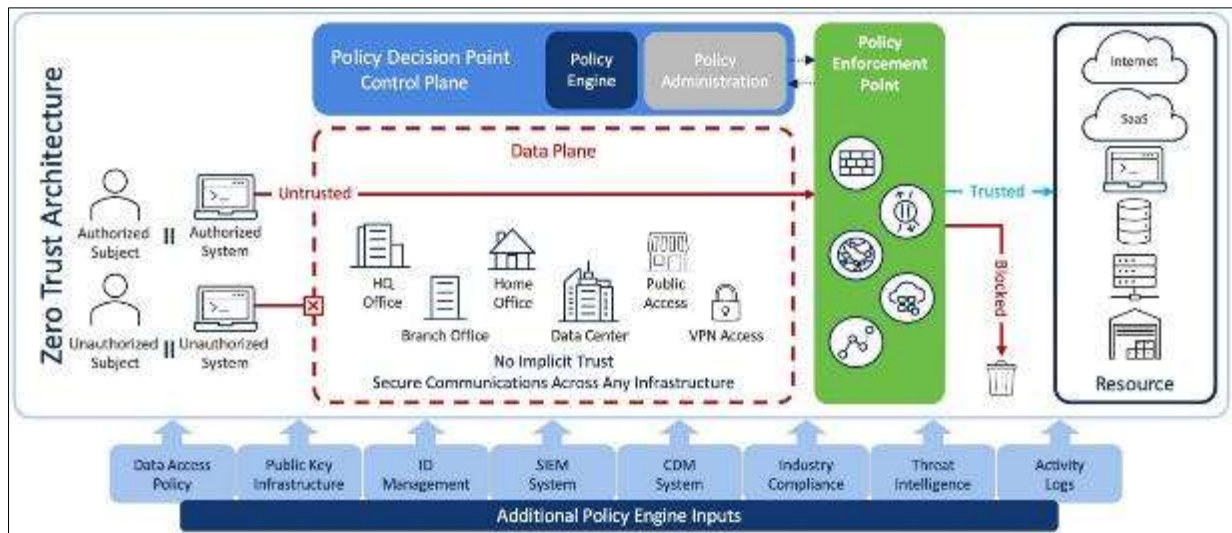 Zero Trust Architecture
Policy Decision Point
Control Plane
Policy
Engine
Policy
Administration
Policy
Enforcement
Point
Internet
SaaS
Data Plane
Untrusted
Trusted
Authorized
Subject
Authorized
System
HQ
Office
Home
Office
Public
Access
Branch Office
Data Center
VPN Access
Blocked
Unauthorized
Subject
Unauthorized
System
No Implicit Trust
Secure Communications Across Any Infrastructure
Resource
Data Access
Policy
Public Key
Infrastructure
ID
Management
SIEM
System
CDM
System
Industry
Compliance
Threat
Intelligence
Activity
Logs
Additional Policy Engine Inputs